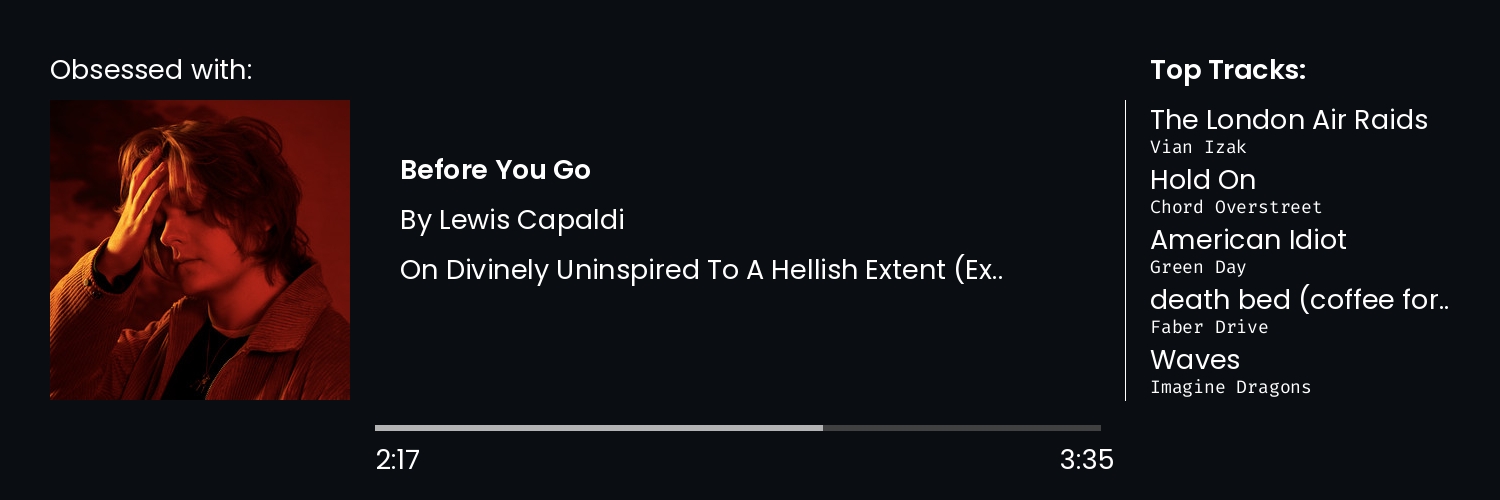 Obsessed with:
Before You Go
By Lewis Capaldi
On Divinely Uninspired To A Hellish Extent (Ex..
2:17
3:35
Top Tracks:
The London Air Raids
Vian Izak
Hold On
Chord Overstreet
American Idiot
Green Day
death bed (coffee for..
Faber Drive
Waves
Imagine Dragons